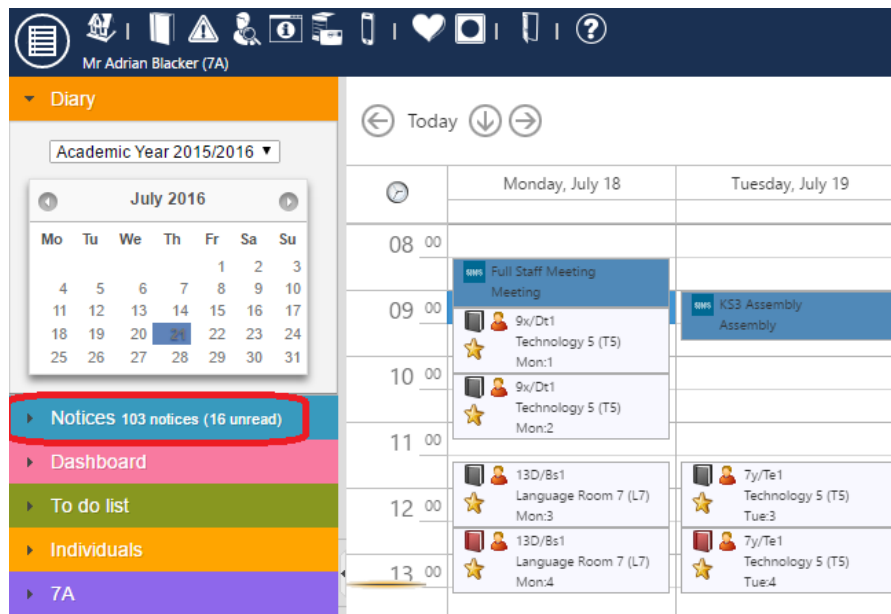 Mr Adrian Blacker (7A)
Diary
Academic Year 2015/2016
July 2016
Mo Tu We Th Fr Sa Su
1 2 3
4 5 6 7 8 9 10
11 12 13 14 15 16 17
18 19 20 21 22 23 24
25 26 27 28 29 30 31
Notices 103 notices (16 unread)
Dashboard
To do list
Individuals
7A
Today
Monday, July 18
Tuesday, July 19
08 00
09 00
10 00
11 00
12 00
13 00
SIMS Full Staff Meeting
Meeting
9x/Dt1
Technology 5 (T5)
Mon:1
9x/Dt1
Technology 5 (T5)
Mon:2
13D/Bs1
Language Room 7 (L7)
Mon:3
13D/Bs1
Language Room 7 (L7)
Mon:4
SIMS KS3 Assembly
Assembly
7y/Te1
Technology 5 (T5)
Tue:3
7y/Te1
Technology 5 (T5)
Tue:4